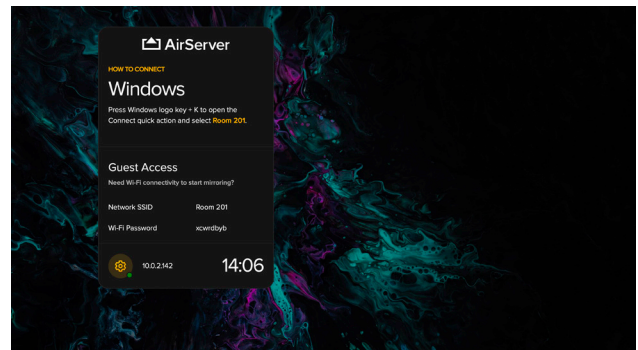 AirServer
HOW TO CONNECT
Windows
Press Windows logo key + K to open the
Connect quick action and select Room 201.
Guest Access
Need Wi-Fi connectivity to start mirroring?
Network SSID Room 201
Wi-Fi Password xcwrdbyb
10.0.2.142 14:06